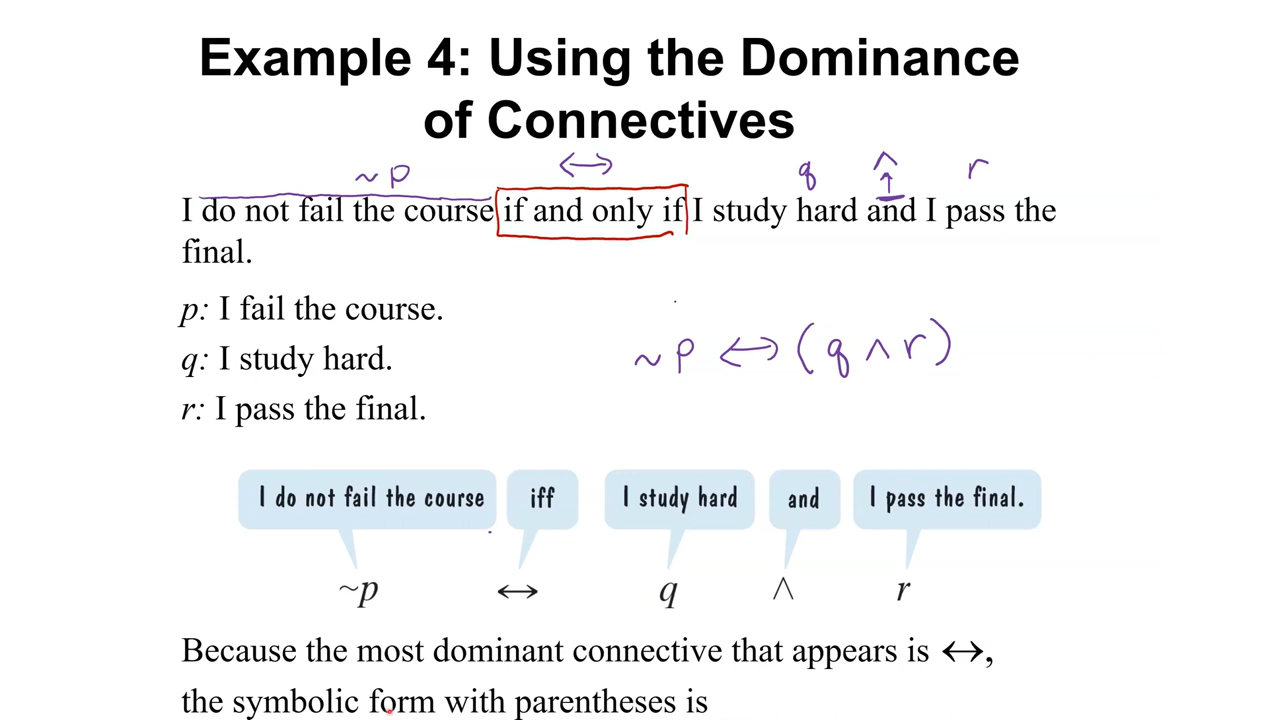 Example 4: Using the Dominance
of Connectives
~p ↔ q ∧ r
I do not fail the course if and only if I study hard and I pass the
final.
p: I fail the course.
q: I study hard.
r: I pass the final.
~p ↔ (q ∧ r)
I do not fail the course iff I study hard and I pass the final.
~p ↔ q ∧ r
Because the most dominant connective that appears is ↔,
the symbolic form with parentheses is